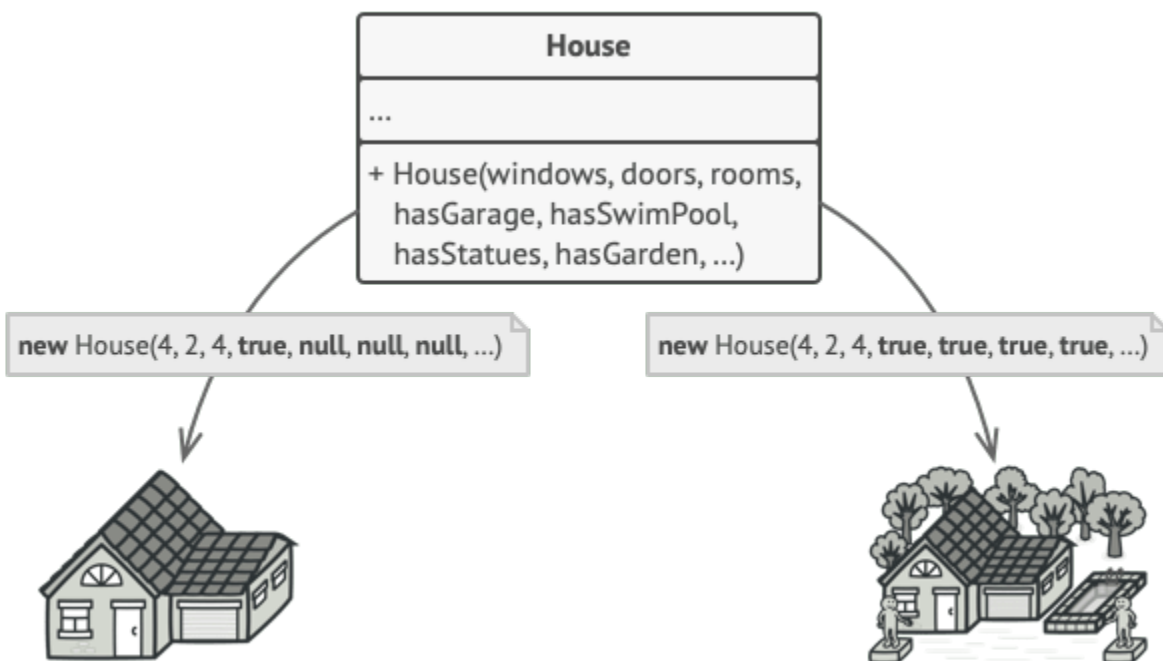 House
...
+ House(windows, doors, rooms,
hasGarage, hasSwimPool,
hasStatues, hasGarden, ...)
new House(4, 2, 4, true, null, null, null, ...)
new House(4, 2, 4, true, true, true, true, ...)